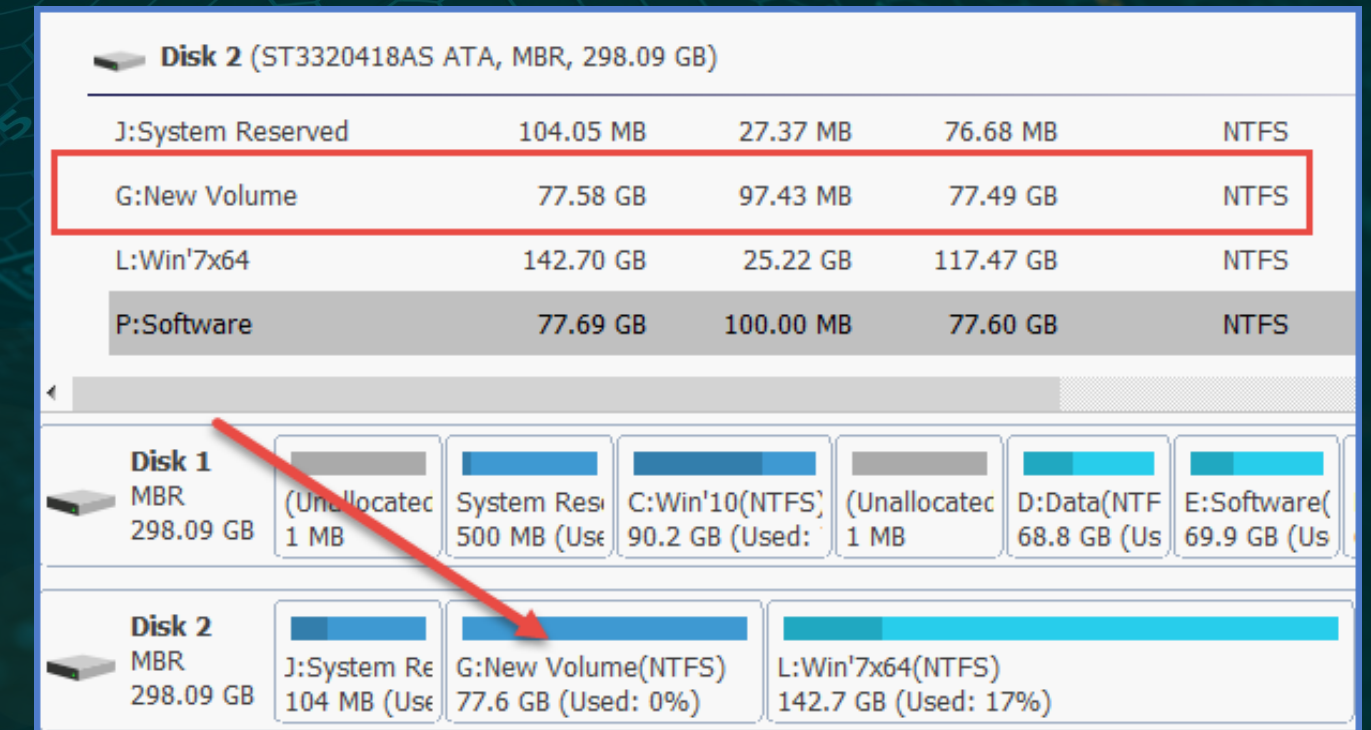 Disk 2 (ST3320418AS ATA, MBR, 298.09 GB)
J:System Reserved 104.05 MB 27.37 MB 76.68 MB NTFS
G:New Volume 77.58 GB 97.43 MB 77.49 GB NTFS
L:Win'7x64 142.70 GB 25.22 GB 117.47 GB NTFS
P:Software 77.69 GB 100.00 MB 77.60 GB NTFS
Disk 1
MBR
298.09 GB
(Unallocated
1 MB
System Rese
500 MB (Use
C:Win'10(NTFS)
90.2 GB (Used:
(Unallocated
1 MB
D:Data(NTF
68.8 GB (Us
E:Software(
69.9 GB (Us
Disk 2
MBR
298.09 GB
J:System Re
104 MB (Use
G:New Volume(NTFS)
77.6 GB (Used: 0%)
L:Win'7x64(NTFS)
142.7 GB (Used: 17%)